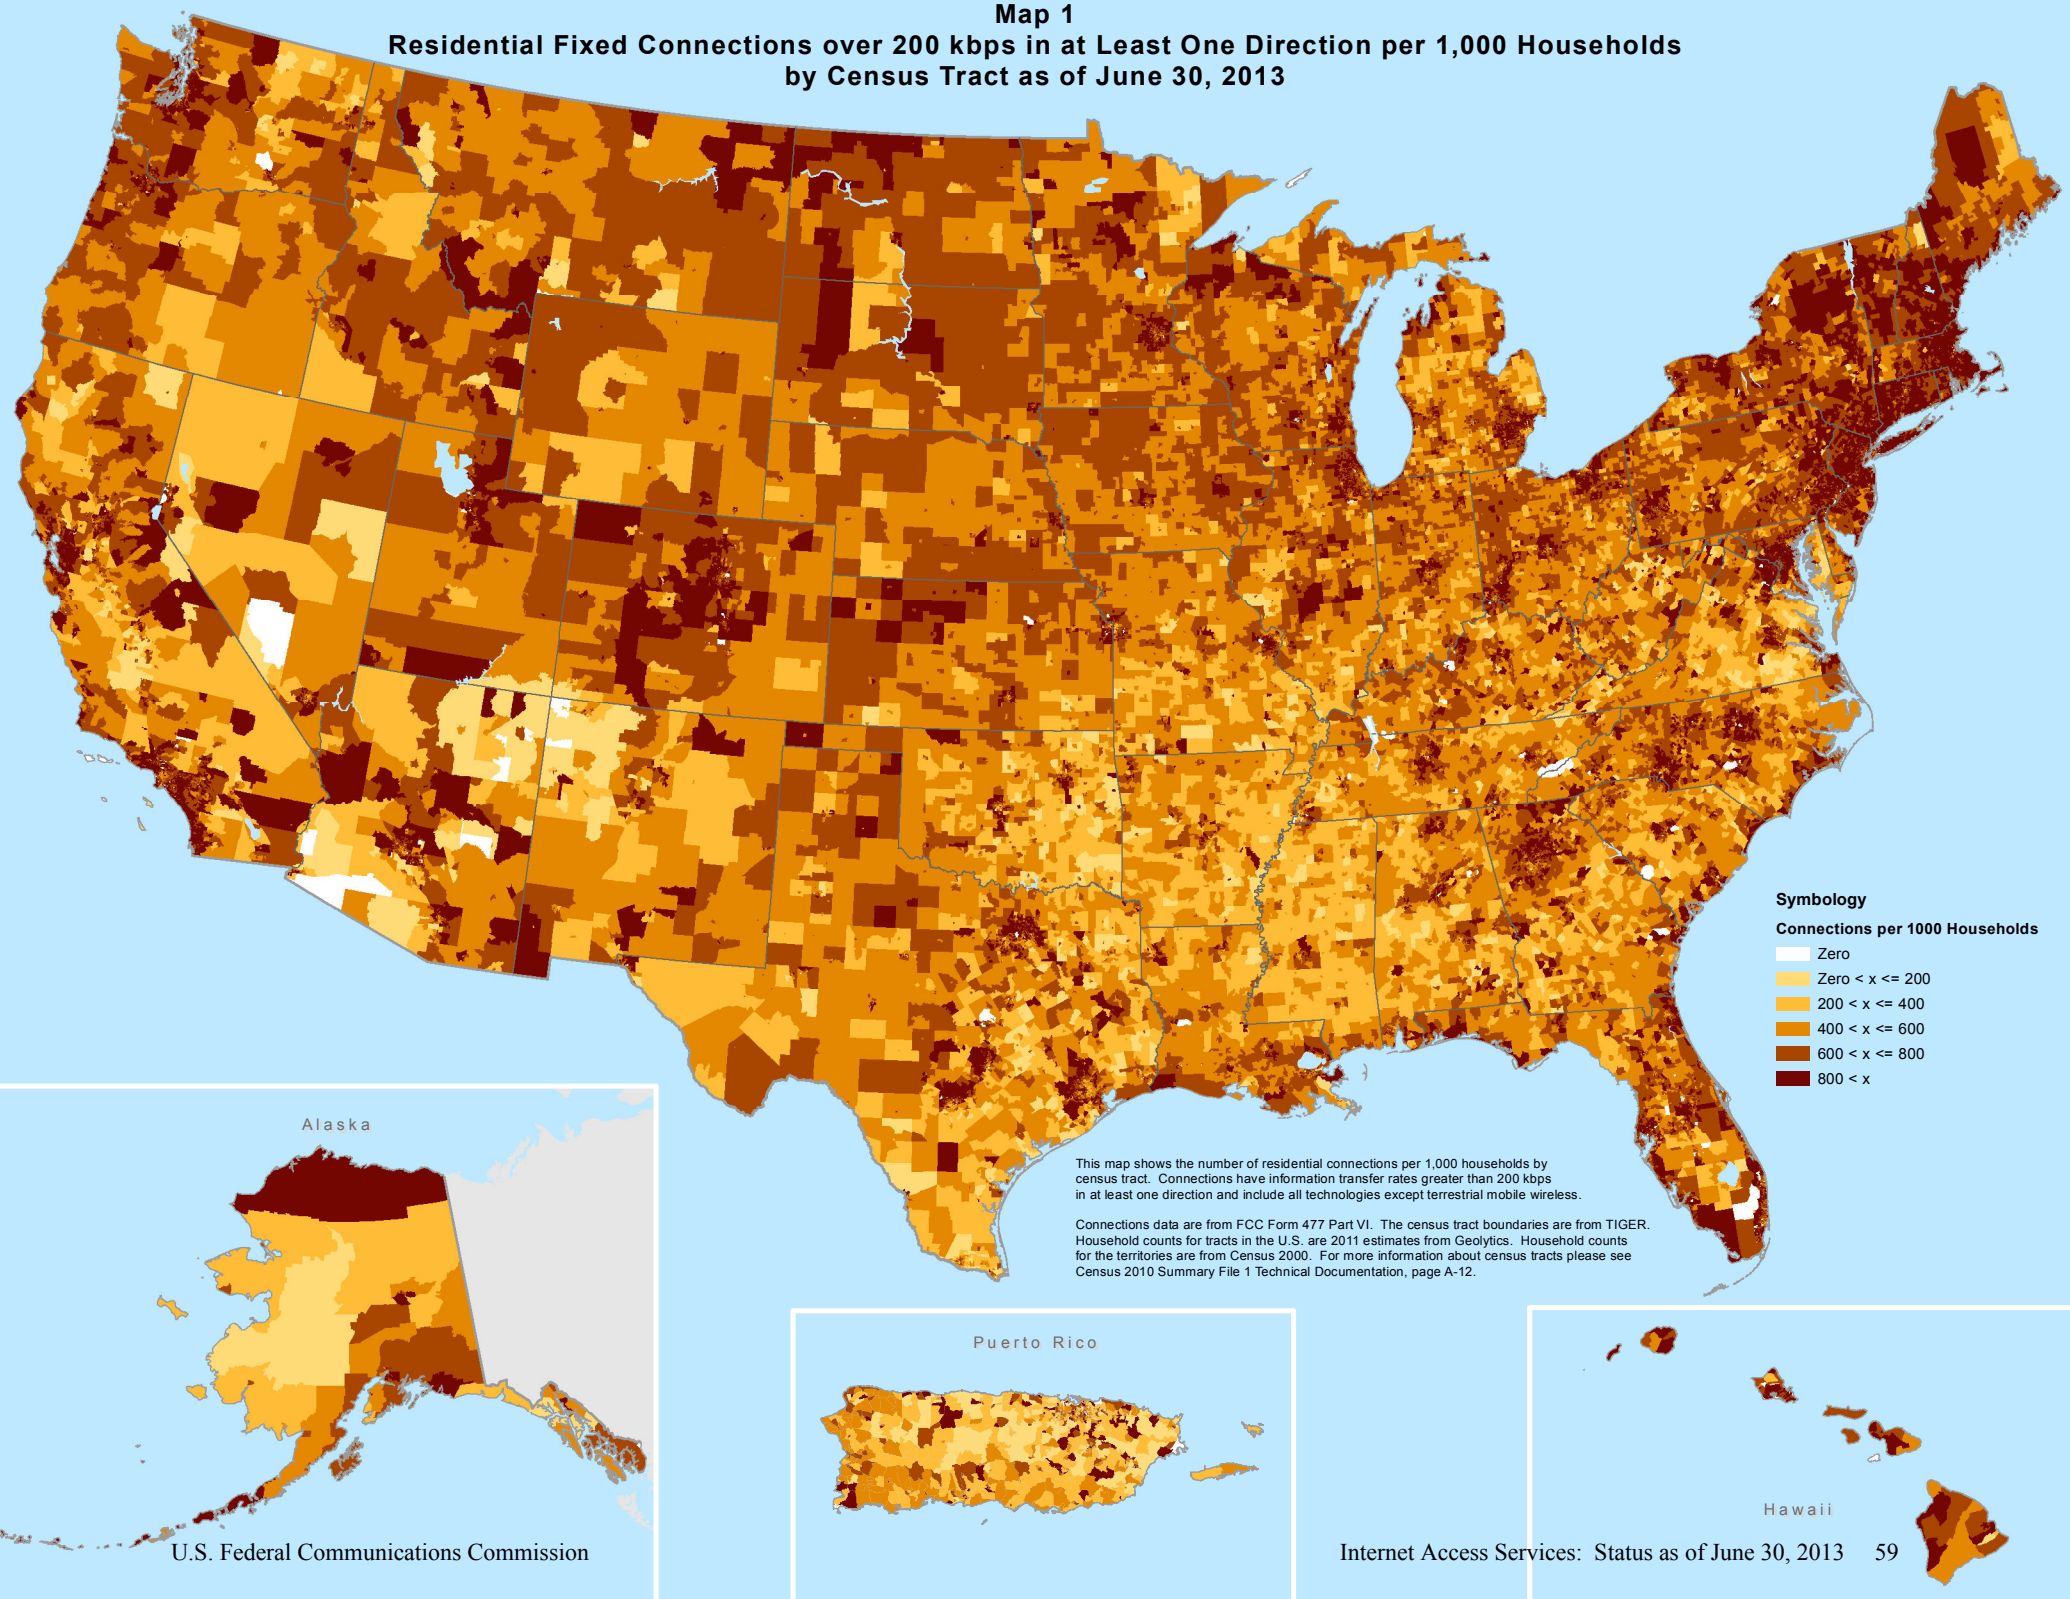 Map 1
Residential Fixed Connections over 200 kbps in at Least One Direction per 1,000 Households
by Census Tract as of June 30, 2013
Symbology
Connections per 1000 Households
Zero
Zero < x <= 200
200 < x <= 400
400 < x <= 600
600 < x <= 800
800 < x
Alaska
This map shows the number of residential connections per 1,000 households by
census tract. Connections have information transfer rates greater than 200 kbps
in at least one direction and include all technologies except terrestrial mobile wireless.
Connections data are from FCC Form 477 Part VI. The census tract boundaries are from TIGER.
Household counts for tracts in the U.S. are 2011 estimates from Geolytics. Household counts
for the territories are from Census 2000. For more information about census tracts please see
Census 2010 Summary File 1 Technical Documentation, page A-12.
Puerto Rico
Hawaii
U.S. Federal Communications Commission
Internet Access Services: Status as of June 30, 2013 59